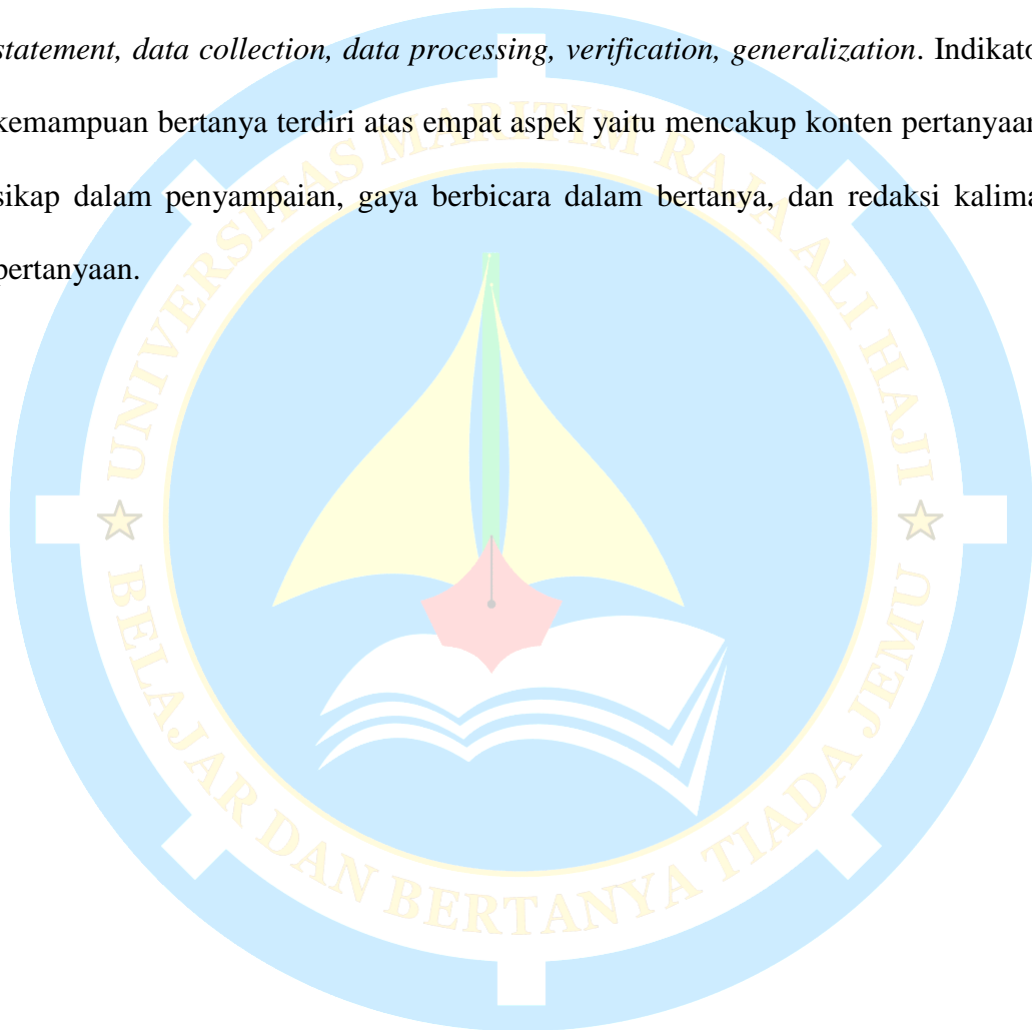 statement, data collection, data processing, verification, generalization. Indikato
kemampuan bertanya terdiri atas empat aspek yaitu mencakup konten pertanyaan
sikap dalam penyampaian, gaya berbicara dalam bertanya, dan redaksi kalima
pertanyaan.
UNIVERSITAS MARITIM RAJA ALI HAJI
BELAJAR DAN BERTANYA TIADA JEMU